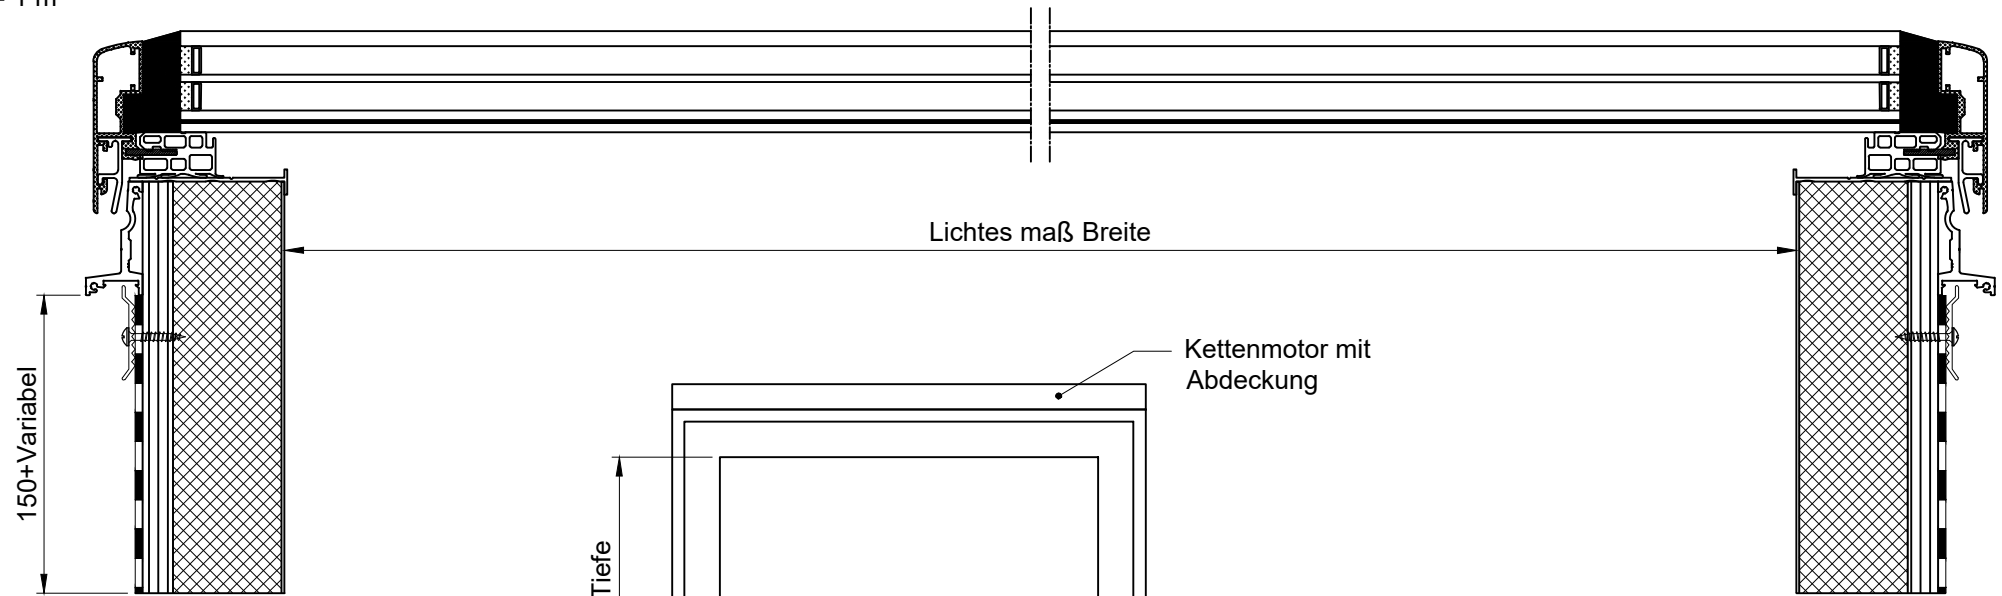 Lichtes maß Breite
Kettenmotor mit
Abdeckung
150+Variabel
Tiefe